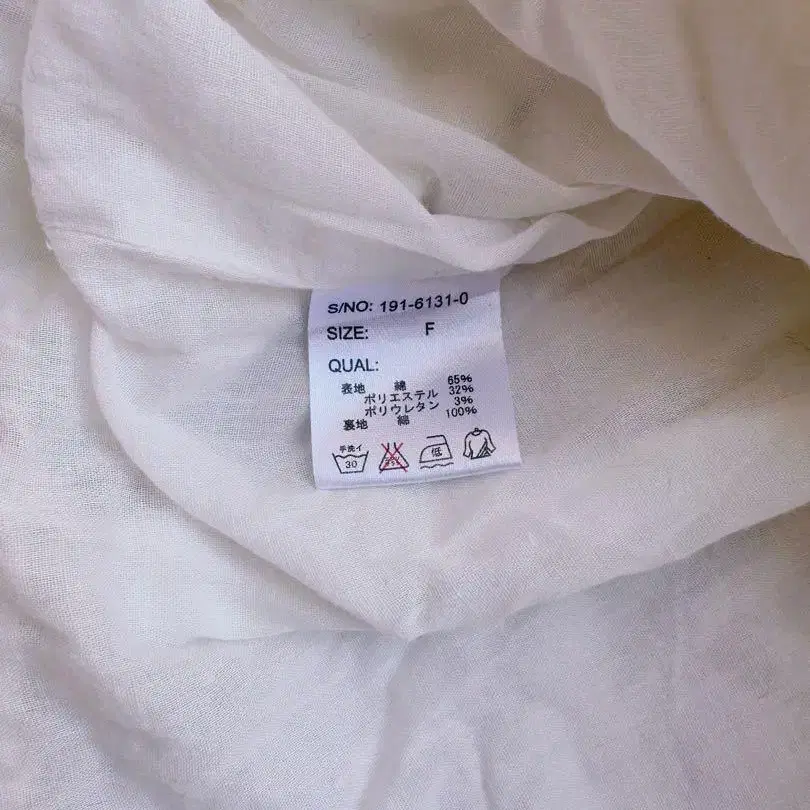 S/NO: 191-6131-0
SIZE: F
QUAL:
表地 綿 65%
ポリエステル 32%
ポリウレタン 3%
裏地 綿 100%
手洗イ
30
低